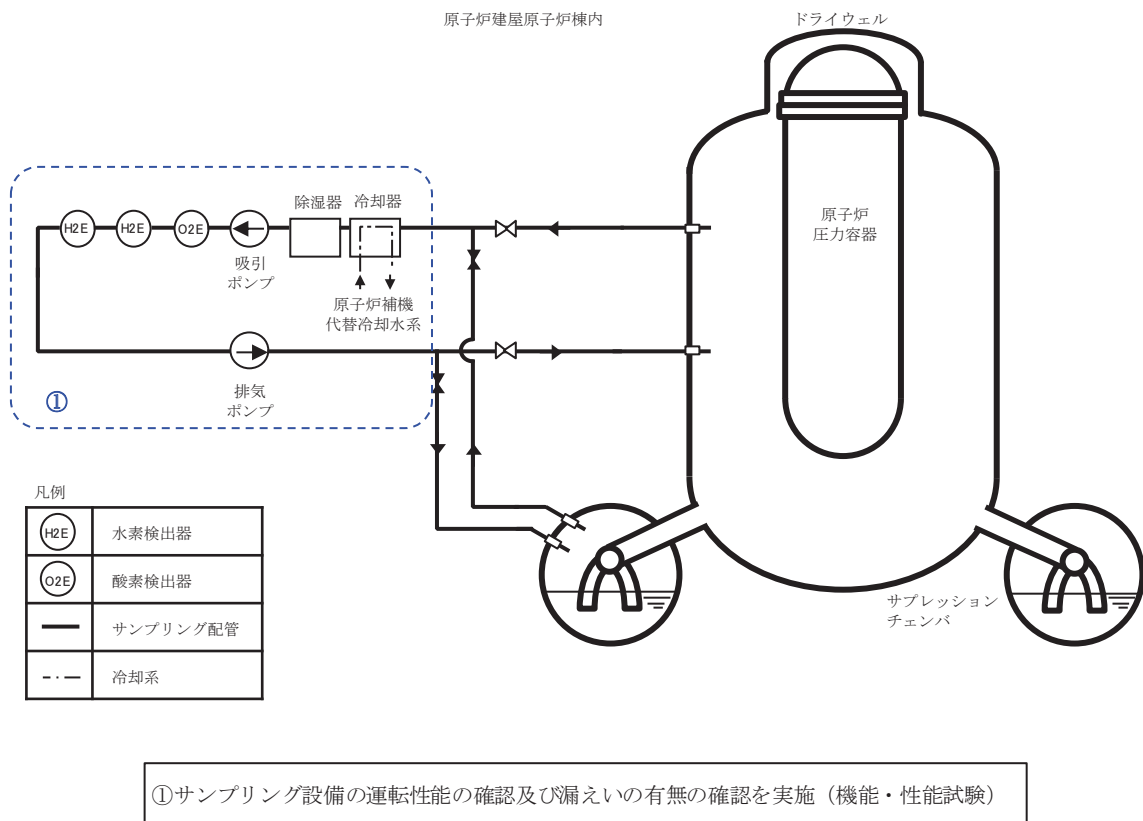 原子炉建屋原子炉棟内
ドライウェル
除湿器
冷却器
H2E
H2E
O2E
吸引
ポンプ
原子炉補機
代替冷却水系
原子炉
圧力容器
排気
ポンプ
①
凡例
H2E
水素検出器
O2E
酸素検出器
サンプリング配管
冷却系
サプレッション
チェンバ
①サンプリング設備の運転性能の確認及び漏えいの有無の確認を実施（機能・性能試験）